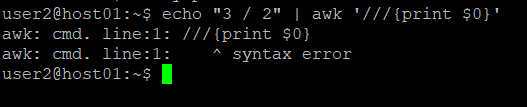 user2@host01:~$ echo "3 / 2" | awk '///{print $0}'
awk: cmd. line:1: ///{print $0}
awk: cmd. line:1:    ^ syntax error
user2@host01:~$